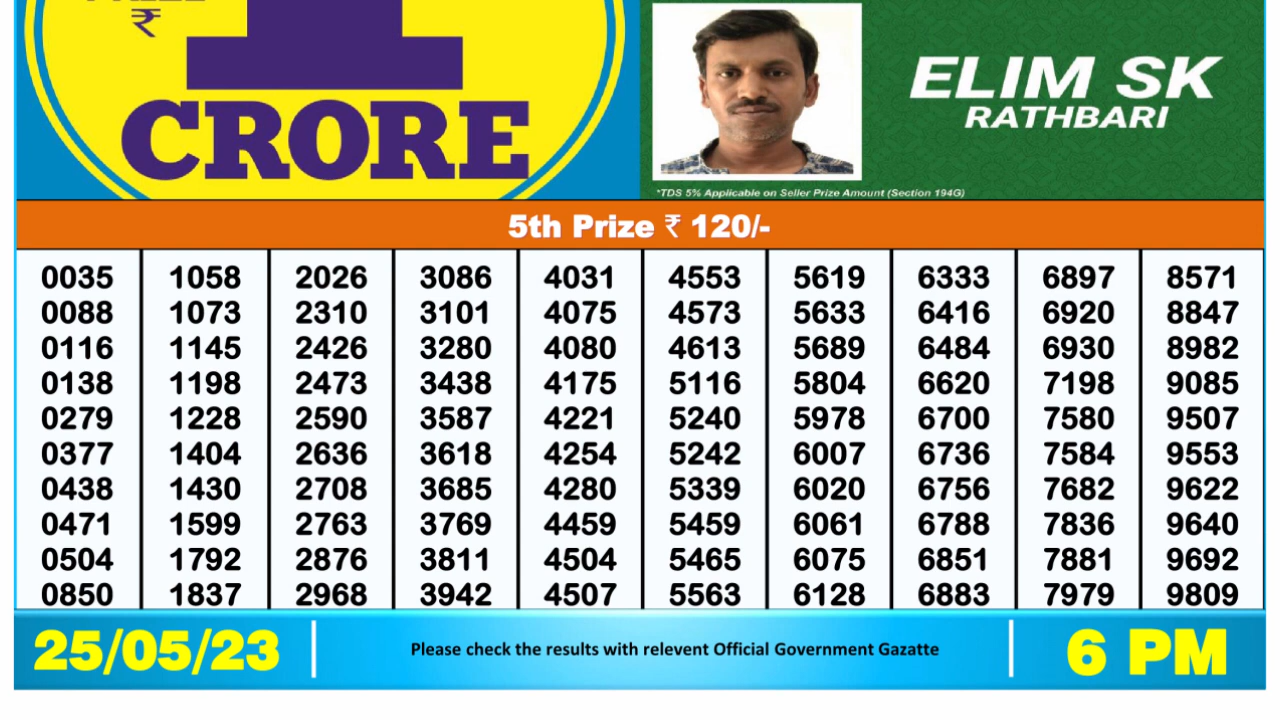 ₹
1
CRORE
ELIM SK
RATHBARI
*TDS 5% Applicable on Seller Prize Amount (Section 194G)
5th Prize ₹ 120/-
0035 1058 2026 3086 4031 4553 5619 6333 6897 8571
0088 1073 2310 3101 4075 4573 5633 6416 6920 8847
0116 1145 2426 3280 4080 4613 5689 6484 6930 8982
0138 1198 2473 3438 4175 5116 5804 6620 7198 9085
0279 1228 2590 3587 4221 5240 5978 6700 7580 9507
0377 1404 2636 3618 4254 5242 6007 6736 7584 9553
0438 1430 2708 3685 4280 5339 6020 6756 7682 9622
0471 1599 2763 3769 4459 5459 6061 6788 7836 9640
0504 1792 2876 3811 4504 5465 6075 6851 7881 9692
0850 1837 2968 3942 4507 5563 6128 6883 7979 9809
25/05/23
Please check the results with relevent Official Government Gazatte
6 PM